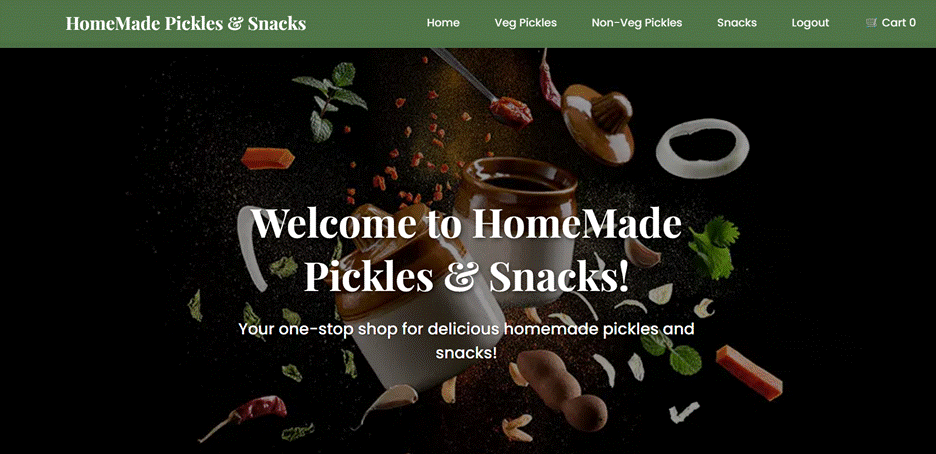 HomeMade Pickles & Snacks
Home
Veg Pickles
Non-Veg Pickles
Snacks
Logout
Cart 0
Welcome to HomeMade
Pickles & Snacks!
Your one-stop shop for delicious homemade pickles and
snacks!